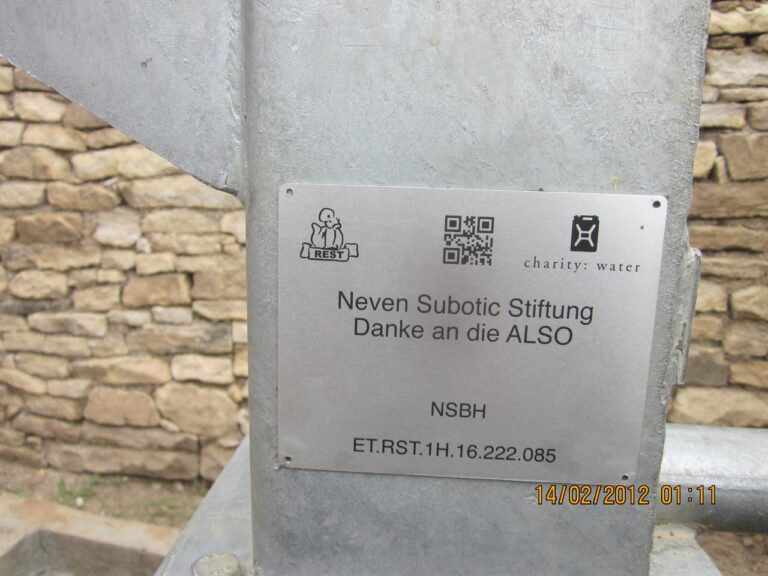 REST
charity: water
Neven Subotic Stiftung
Danke an die ALSO
NSBH
ET.RST.1H.16.222.085
14/02/2012 01:11